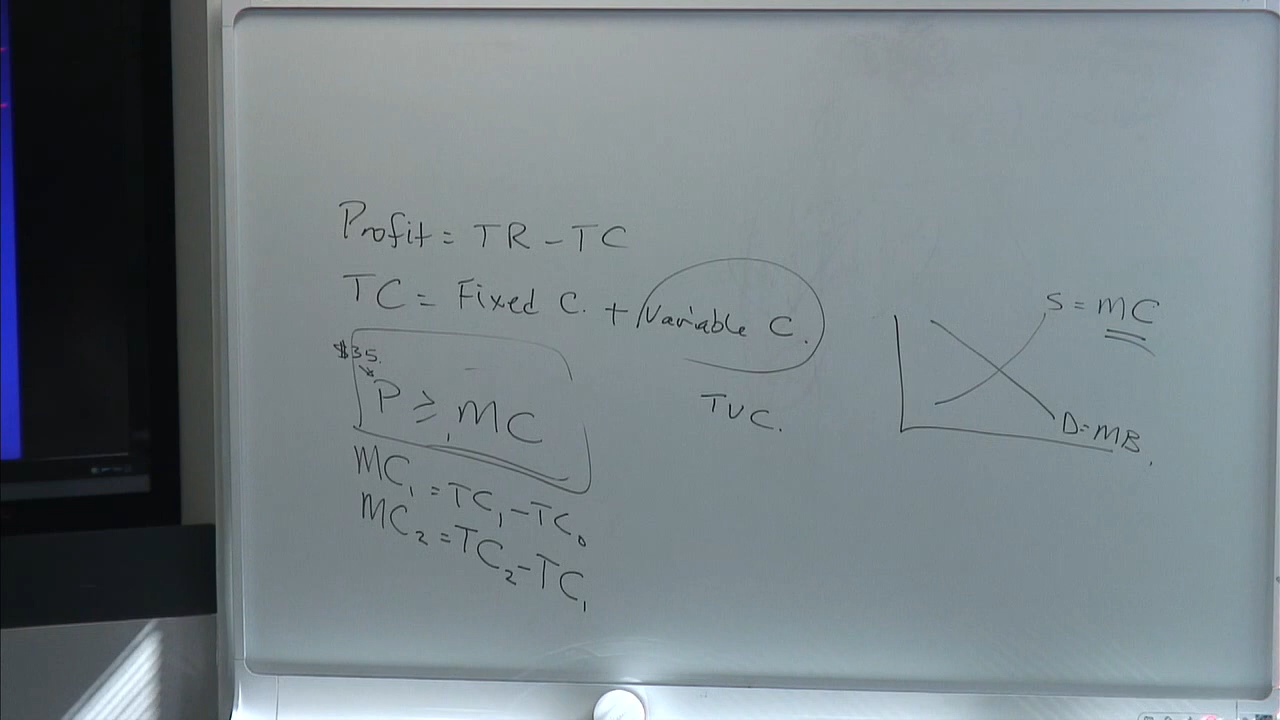 Profit = TR - TC
TC = Fixed C. + Variable C.
TVC.
$35.
P ≥ MC
MC₁ = TC₁ - TC₀
MC₂ = TC₂ - TC₁
S = MC
D = MB.